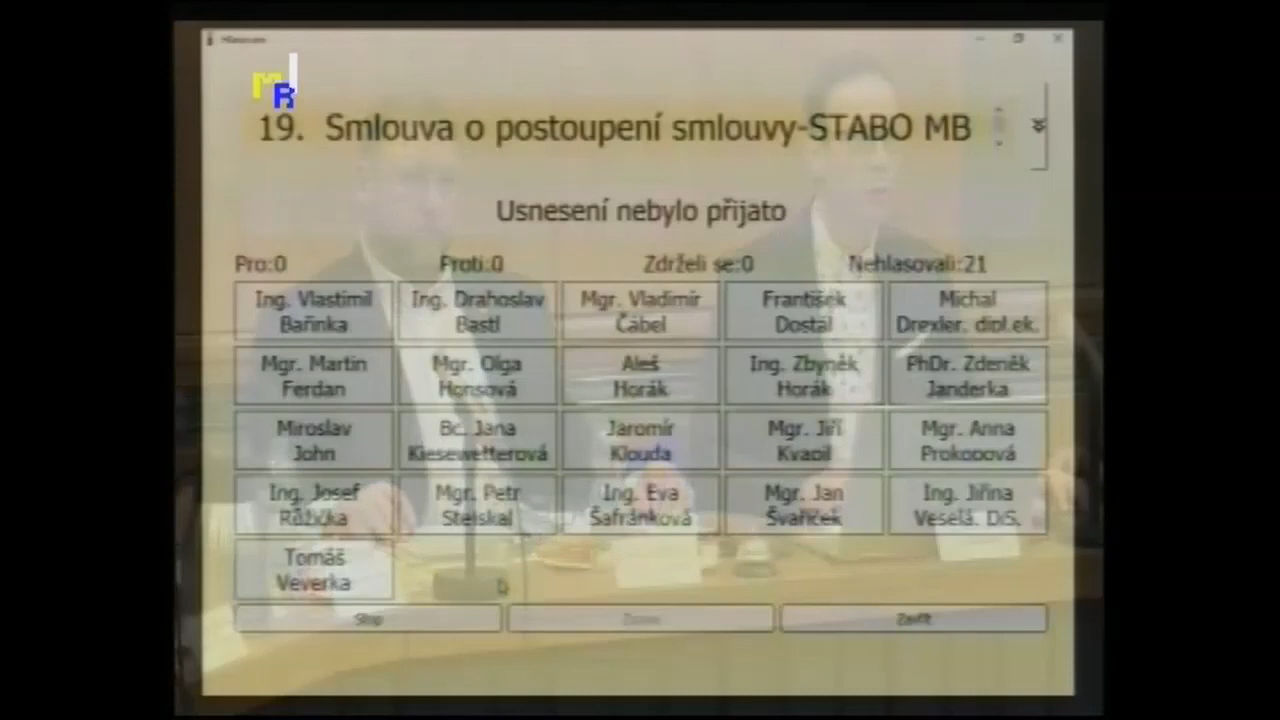 Hlasování
MR
19. Smlouva o postoupení smlouvy-STABO MB
Usnesení nebylo přijato
Pro:0 Proti:0 Zdrželi se:0 Nehlasovali:21
Ing. Vlastimil Bařinka
Ing. Drahoslav Bastl
Mgr. Vladimír Čábel
František Dostál
Michal Drexler, dipl.ek.
Mgr. Martin Ferdan
Mgr. Olga Honsová
Aleš Horák
Ing. Zbyněk Horák
PhDr. Zdeněk Janderka
Miroslav John
Bc. Jana Kiesewetterová
Jaromír Klouda
Mgr. Jiří Kvapil
Mgr. Anna Prokopová
Ing. Josef Růžička
Mgr. Petr Stejskal
Ing. Eva Šafránková
Mgr. Jan Švaříček
Ing. Jiřina Veselá, DiS.
Tomáš Veverka
Stop Zavřít